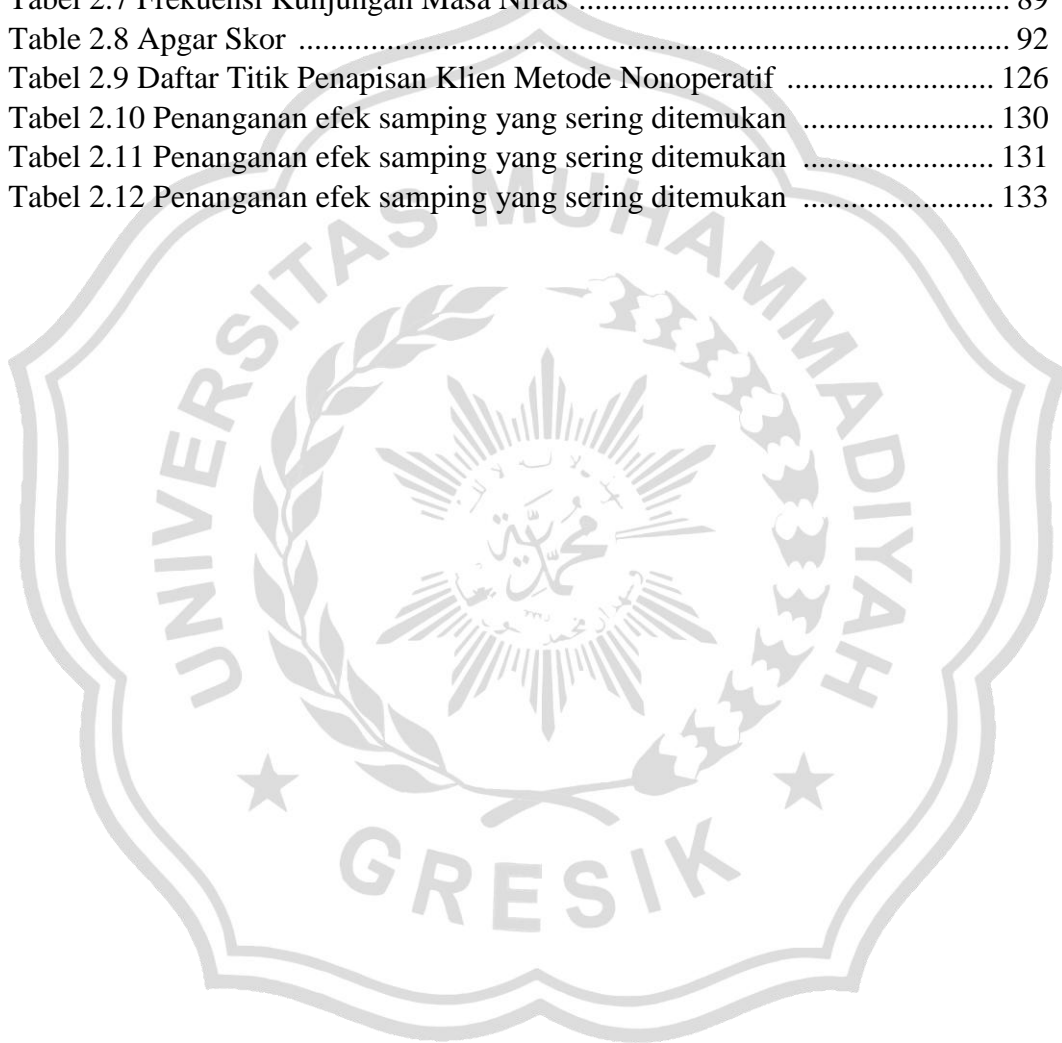 Tabel 2.7 Frekuensi Kunjungan Masa Nifas ................................................................ 89
Table 2.8 Apgar Skor .......................................................................................... 92
Tabel 2.9 Daftar Titik Penapisan Klien Metode Nonoperatif .......................... 126
Tabel 2.10 Penanganan efek samping yang sering ditemukan ........................ 130
Tabel 2.11 Penanganan efek samping yang sering ditemukan ........................ 131
Tabel 2.12 Penanganan efek samping yang sering ditemukan ........................ 133
UNIVERSITAS MUHAMMADIYAH
GRESIK